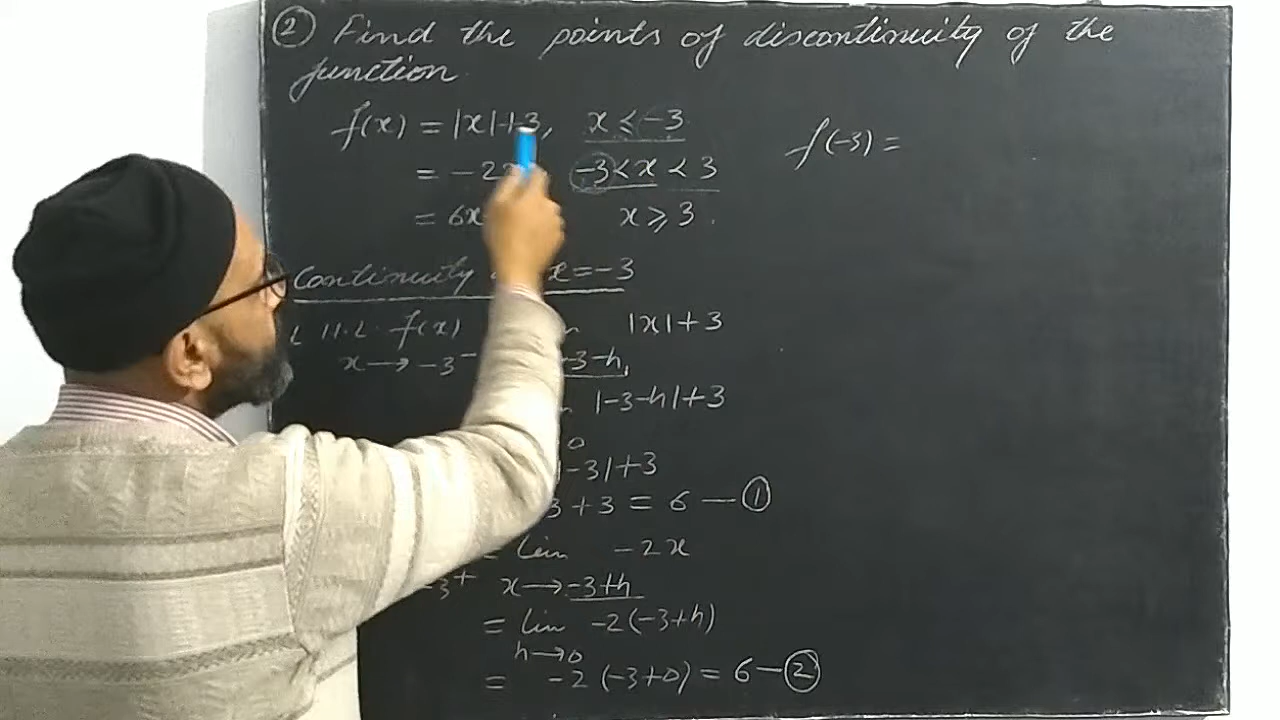 ② Find the points of discontinuity of the
function
f(x) = |x|+3, x ≤ -3
= -2x -3 < x < 3
= 6x x ≥ 3.
f(-3) =
Continuity x = -3
L.H.L. f(x) |x|+3
x → -3⁻ -3-h,
|-3-h|+3
0
|-3|+3
3+3 = 6 — ①
= lim -2x
-3⁺ x → -3+h
= lim -2(-3+h)
h→0
= -2(-3+0) = 6 — ②